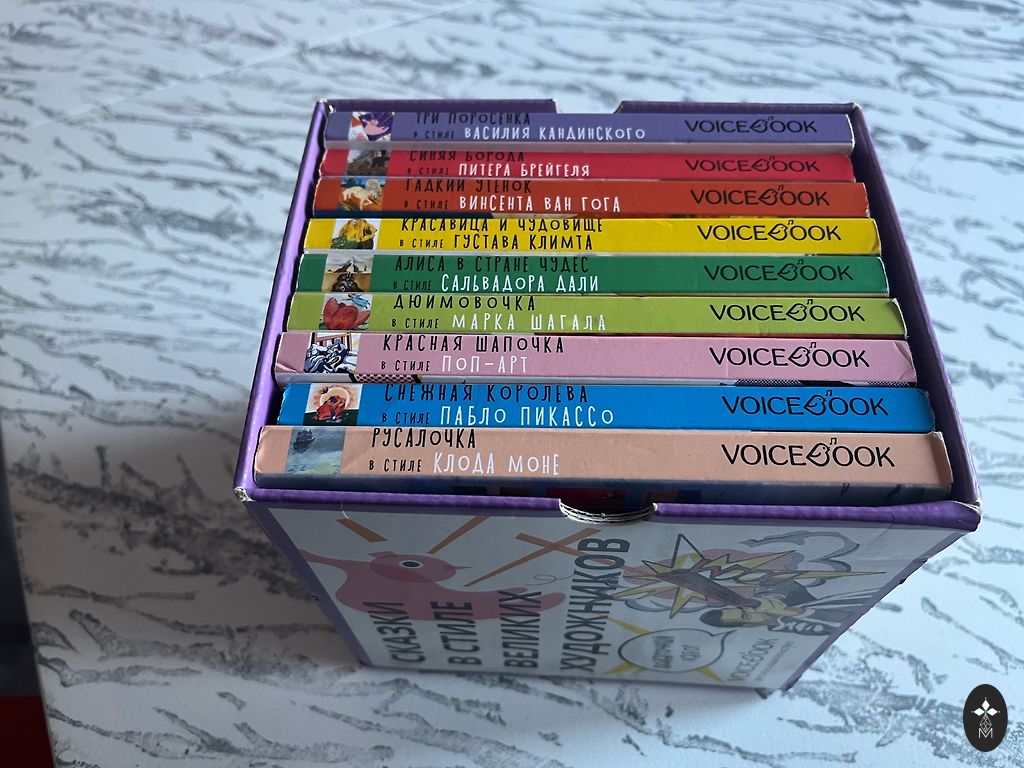 ТРИ ПОРОСЕНКА
В СТИЛЕ ВАСИЛИЯ КАНДИНСКОГО
VOICEBOOK
СИНЯЯ БОРОДА
В СТИЛЕ ПИТЕРА БРЕЙГЕЛЯ
VOICEBOOK
ГАДКИЙ УТЕНОК
В СТИЛЕ ВИНСЕНТА ВАН ГОГА
VOICEBOOK
КРАСАВИЦА И ЧУДОВИЩЕ
В СТИЛЕ ГУСТАВА КЛИМТА
VOICEBOOK
АЛИСА В СТРАНЕ ЧУДЕС
В СТИЛЕ САЛЬВАДОРА ДАЛИ
VOICEBOOK
ДЮЙМОВОЧКА
В СТИЛЕ МАРКА ШАГАЛА
VOICEBOOK
КРАСНАЯ ШАПОЧКА
В СТИЛЕ ПОП-АРТ
VOICEBOOK
СНЕЖНАЯ КОРОЛЕВА
В СТИЛЕ ПАБЛО ПИКАССО
VOICEBOOK
РУСАЛОЧКА
В СТИЛЕ КЛОДА МОНЕ
VOICEBOOK
СКАЗКИ
В СТИЛЕ
ВЕЛИКИХ
ХУДОЖНИКОВ
VOICEBOOK